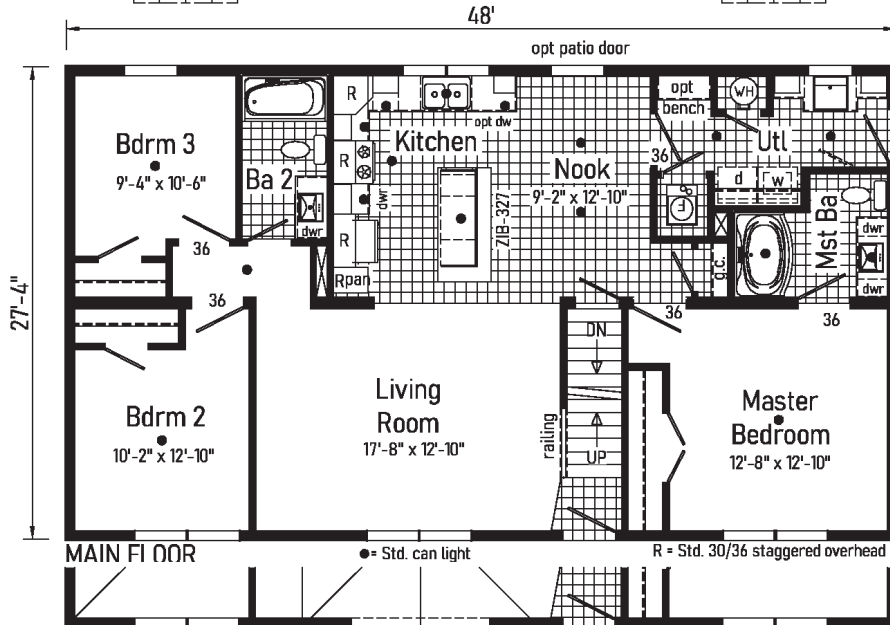 48'
opt patio door
27'-4"
Bdrm 3
9'-4" x 10'-6"
Ba 2
dwr
36
36
R
R
R
Rpan
dwr
Kitchen
opt dw
ZIB-327
Nook
9'-2" x 12'-10"
opt
bench
WH
Utl
36
d
w
F
g.c.
Mst Ba
dwr
dwr
36
36
Bdrm 2
10'-2" x 12'-10"
Living
Room
17'-8" x 12'-10"
railing
DN
UP
Master
Bedroom
12'-8" x 12'-10"
MAIN FLOOR
●= Std. can light
R = Std. 30/36 staggered overhead